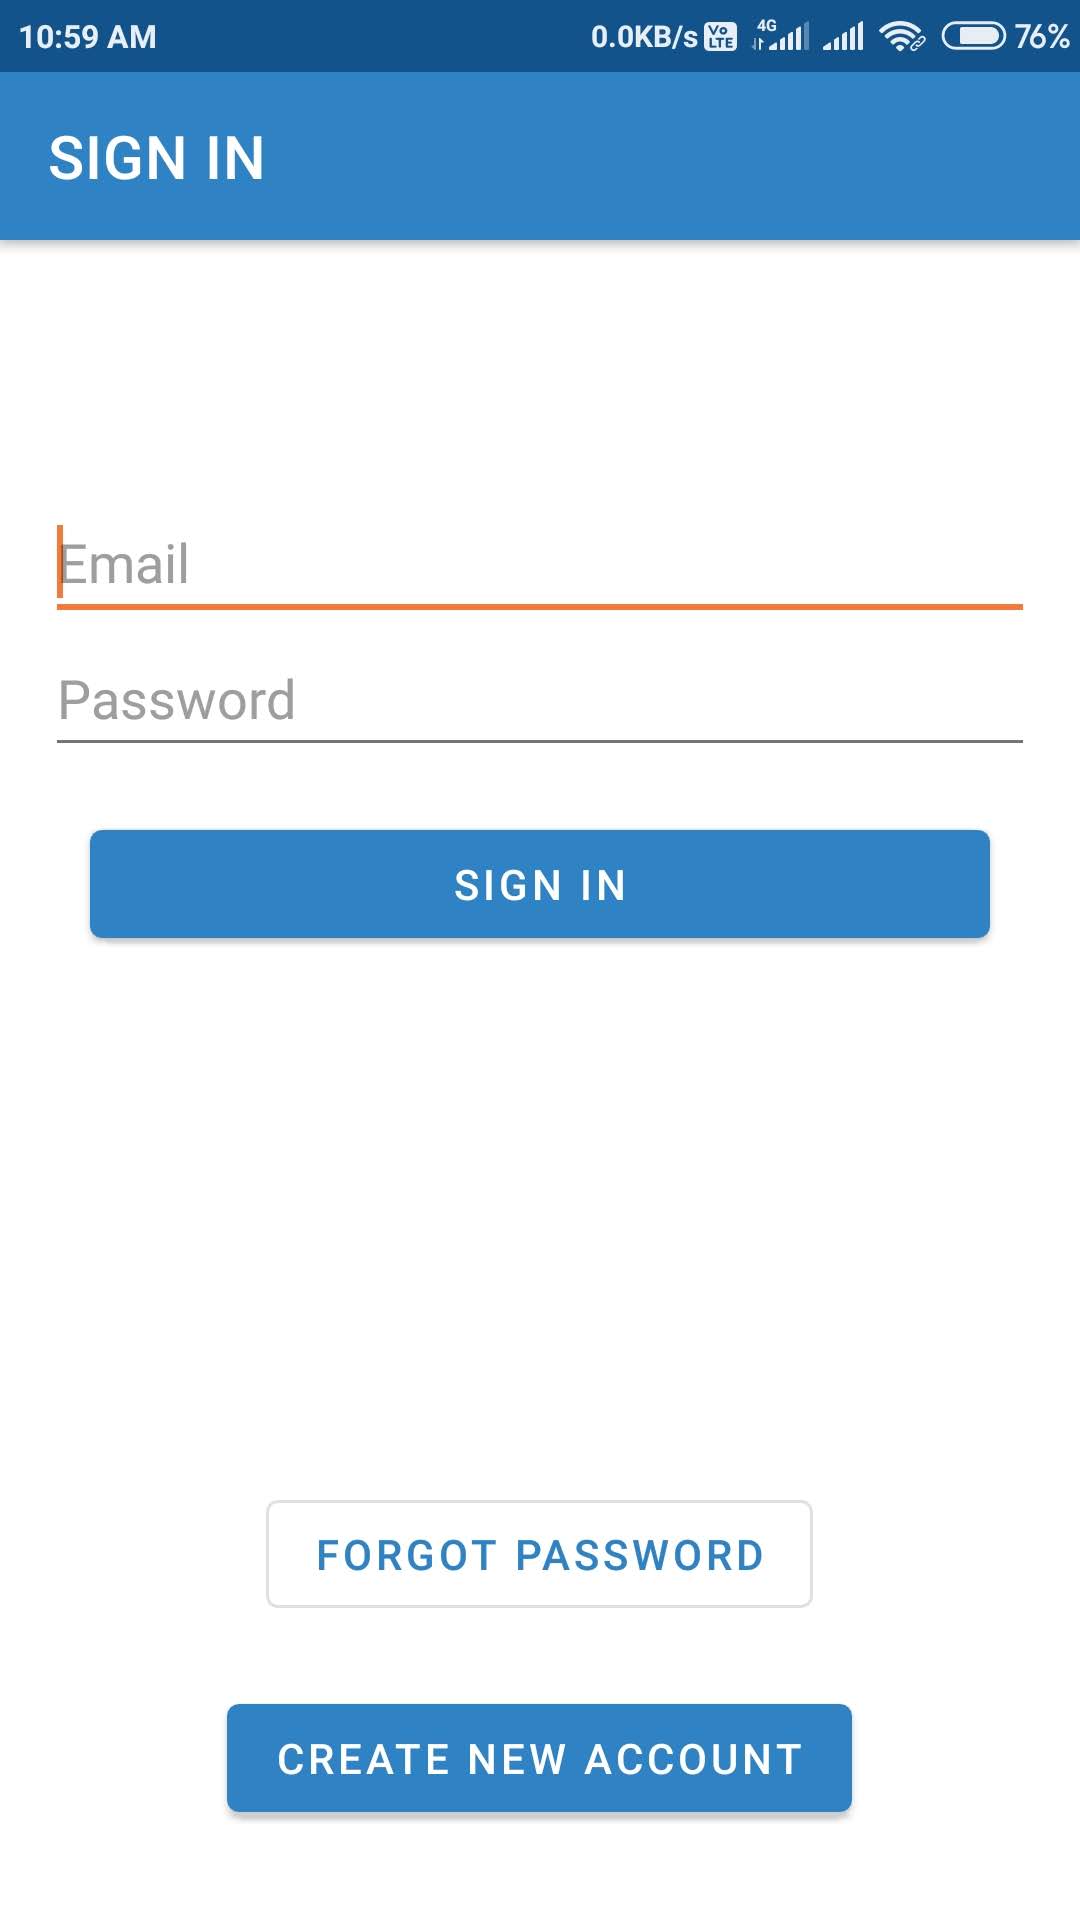 10:59 AM 0.0KB/s Vo LTE 4G 76%
SIGN IN
Email
Password
SIGN IN
FORGOT PASSWORD
CREATE NEW ACCOUNT